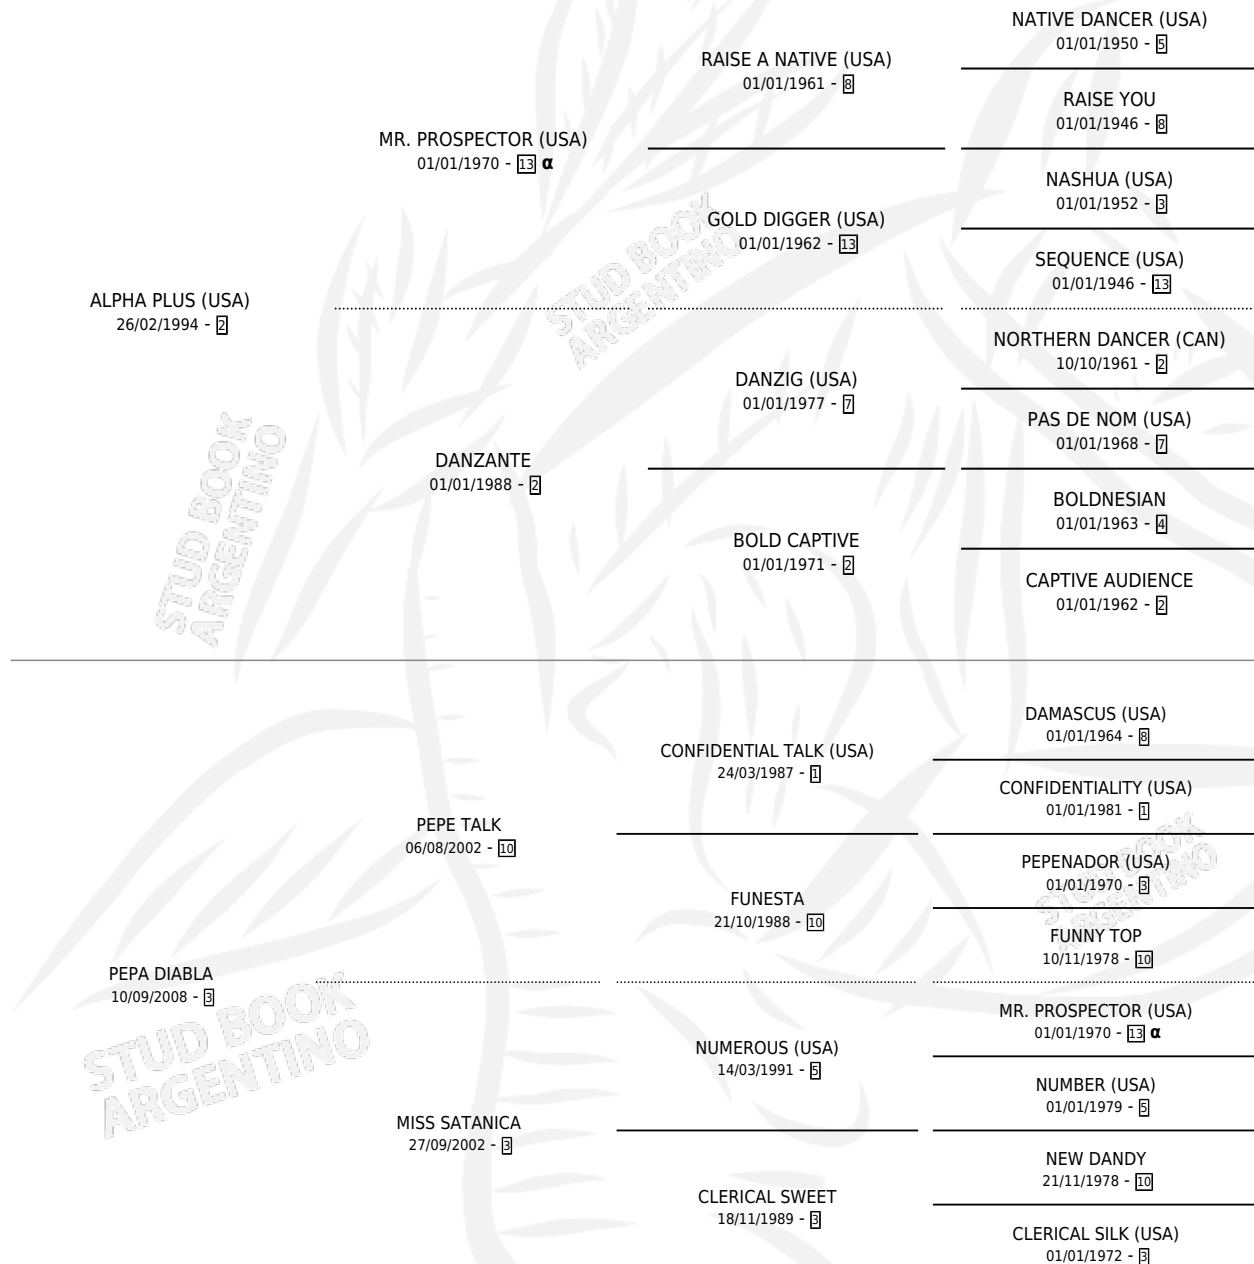 NATIVE DANCER (USA)
01/01/1950 - 5
RAISE A NATIVE (USA)
01/01/1961 - 8
RAISE YOU
01/01/1946 - 8
MR. PROSPECTOR (USA)
01/01/1970 - 13 α
NASHUA (USA)
01/01/1952 - 3
GOLD DIGGER (USA)
01/01/1962 - 13
SEQUENCE (USA)
01/01/1946 - 13
ALPHA PLUS (USA)
26/02/1994 - 2
STUD BOOK
ARGENTINO
NORTHERN DANCER (CAN)
10/10/1961 - 2
DANZIG (USA)
01/01/1977 - 7
PAS DE NOM (USA)
01/01/1968 - 7
DANZANTE
01/01/1988 - 2
BOLDNESIAN
01/01/1963 - 4
BOLD CAPTIVE
01/01/1971 - 2
CAPTIVE AUDIENCE
01/01/1962 - 2
STUD BOOK
ARGENTINO
DAMASCUS (USA)
01/01/1964 - 8
CONFIDENTIAL TALK (USA)
24/03/1987 - 1
CONFIDENTIALITY (USA)
01/01/1981 - 1
PEPE TALK
06/08/2002 - 10
PEPENADOR (USA)
01/01/1970 - 3
FUNESTA
21/10/1988 - 10
FUNNY TOP
10/11/1978 - 10
STUD BOOK
ARGENTINO
PEPA DIABLA
10/09/2008 - 3
MR. PROSPECTOR (USA)
01/01/1970 - 13 α
NUMEROUS (USA)
14/03/1991 - 5
NUMBER (USA)
01/01/1979 - 5
STUD BOOK
ARGENTINO
MISS SATANICA
27/09/2002 - 3
NEW DANDY
21/11/1978 - 10
CLERICAL SWEET
18/11/1989 - 3
CLERICAL SILK (USA)
01/01/1972 - 3